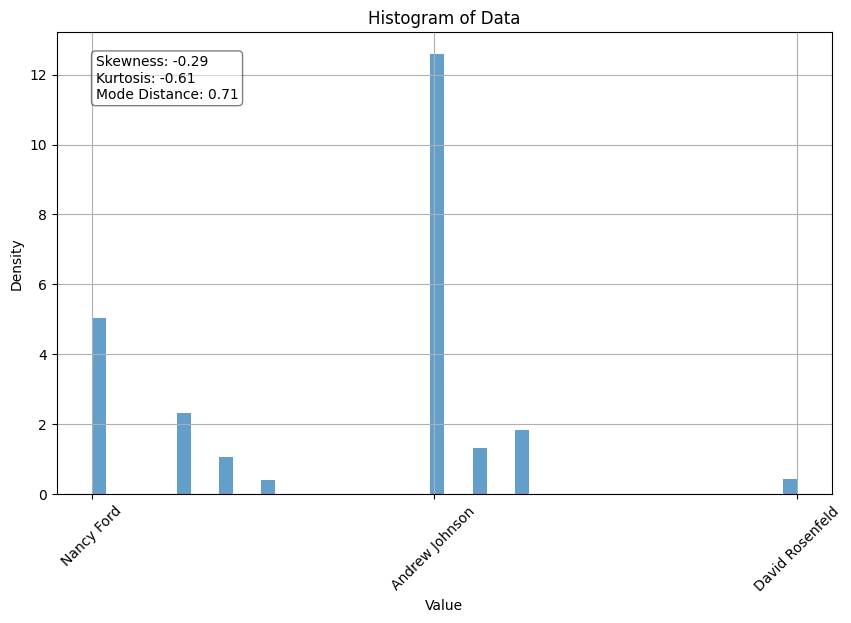 Histogram of Data
Skewness: -0.29
Kurtosis: -0.61
Mode Distance: 0.71
12
10
8
6
4
2
0
Density
Nancy Ford
Andrew Johnson
David Rosenfeld
Value